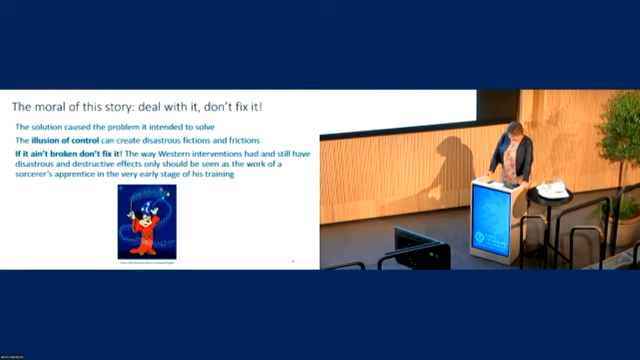 The moral of this story: deal with it, don't fix it!
The solution caused the problem it intended to solve
The illusion of control can create disastrous fictions and frictions
If it ain't broken don't fix it! The way Western interventions had and still have
disastrous and destructive effects only should be seen as the work of a
sorcerer's apprentice in the very early stage of his training